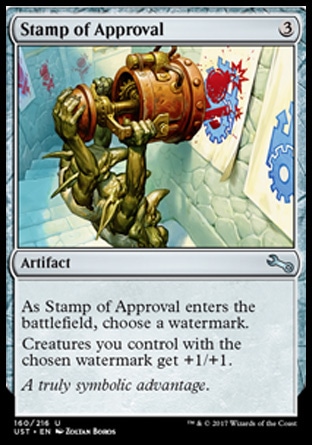 Stamp of Approval 3
Artifact
As Stamp of Approval enters the
battlefield, choose a watermark.
Creatures you control with the
chosen watermark get +1/+1.
A truly symbolic advantage.
160/216 U
UST • EN Zoltan Boros
™ & © 2017 Wizards of the Coast